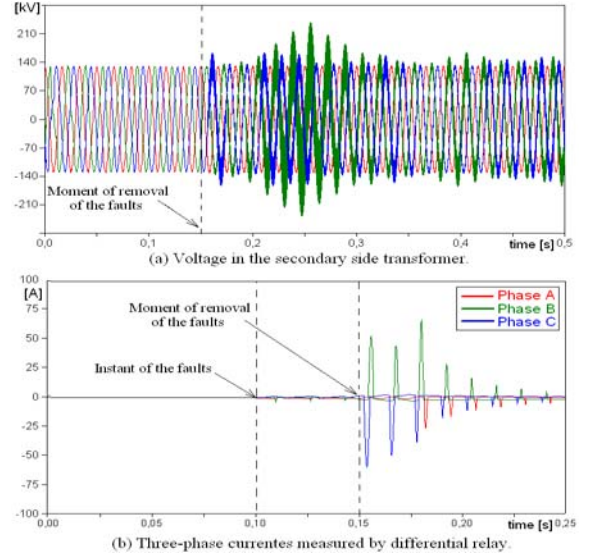 [kV]
210
140
70
0
-70
-140
-210
Moment of removal
of the faults
0,0
0,1
0,2
0,3
0,4
time [s]
0,5
(a) Voltage in the secondary side transformer.
100
[A]
75
50
25
0
-25
-50
-75
-100
Moment of removal
of the faults
Instant of the faults
Phase A
Phase B
Phase C
0,00
0,05
0,10
0,15
0,20
time [s]
0,25
(b) Three-phase currentes measured by differential relay.